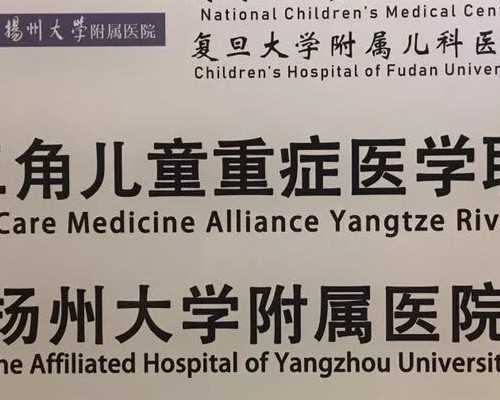 揚州大学附属医院
National Children's Medical Cent
复旦大学附属儿科医
Children's Hospital of Fudan Univer
角儿童重症医学
Care Medicine Alliance Yangtze Riv
扬州大学附属医院
ne Affiliated Hospital of Yangzhou Universit